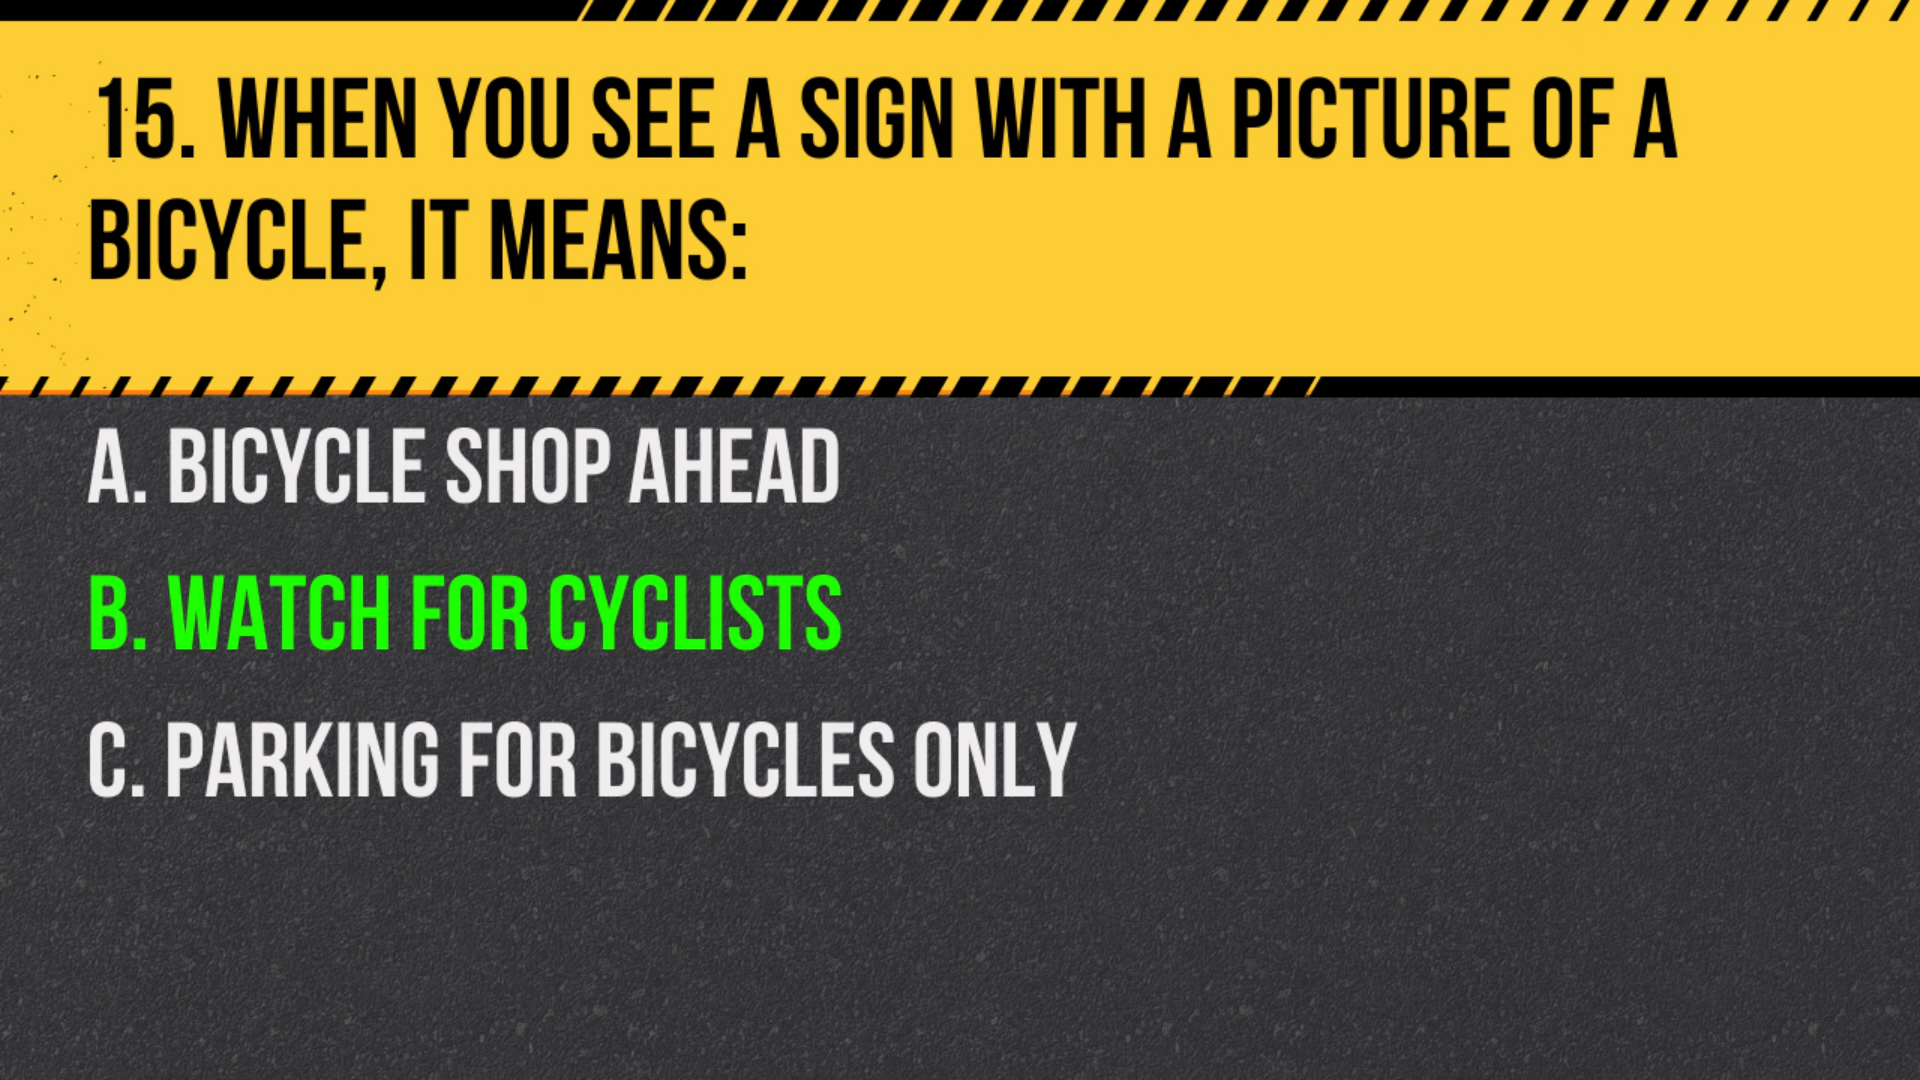 15. WHEN YOU SEE A SIGN WITH A PICTURE OF A
BICYCLE, IT MEANS:
A. BICYCLE SHOP AHEAD
B. WATCH FOR CYCLISTS
C. PARKING FOR BICYCLES ONLY